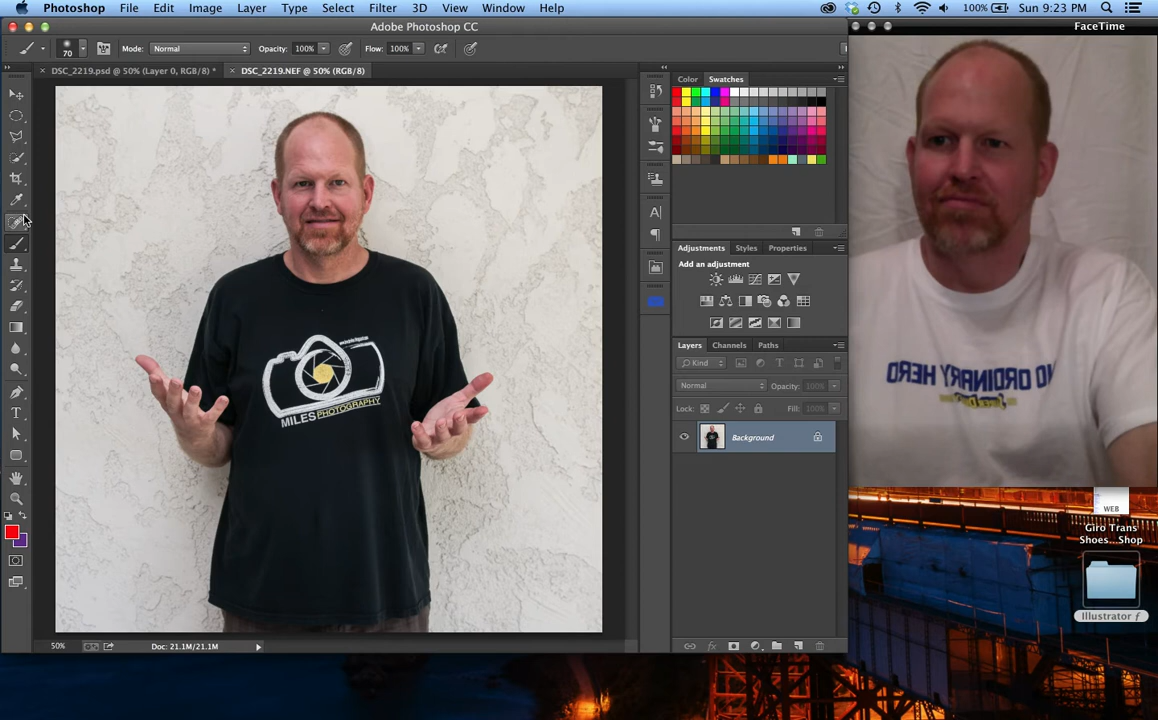 Photoshop File Edit Image Layer Type Select Filter 3D View Window Help 100% Sun 9:23 PM
Adobe Photoshop CC
FaceTime
70 Mode: Normal Opacity: 100% Flow: 100%
DSC_2219.psd @ 50% (Layer 0, RGB/8) *
DSC_2219.NEF @ 50% (RGB/8)
Color Swatches
Adjustments Styles Properties
Add an adjustment
Layers Channels Paths
Kind
Normal Opacity: 100%
Lock: Fill: 100%
Background
MILES PHOTOGRAPHY
NO ORDINARY HERO
WEB
Giro Trans
Shoes...Shop
Illustrator f
50% Doc: 21.1M/21.1M